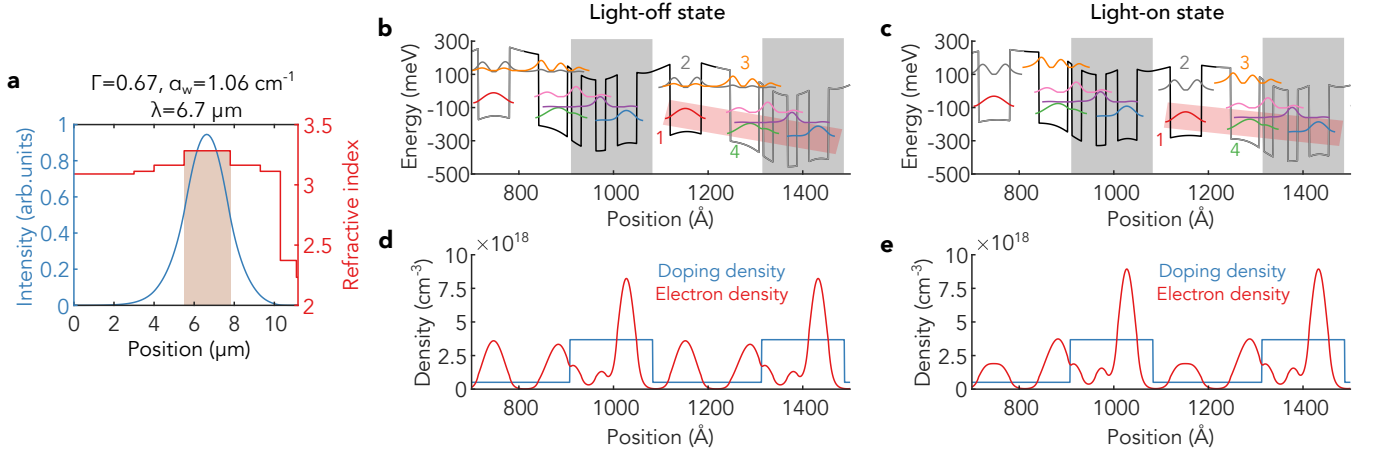 a
Γ=0.67, α_w=1.06 cm⁻¹
λ=6.7 μm
Intensity (arb.units)
1
0.8
0.6
0.4
0.2
0
3.5
3
2.5
2
Refractive index
0 2 4 6 8 10
Position (μm)
Light-off state
b
Energy (meV)
300
100
-100
-300
-500
1
2
3
4
800 1000 1200 1400
Position (Å)
Light-on state
c
Energy (meV)
300
100
-100
-300
-500
1
2
3
4
800 1000 1200 1400
Position (Å)
d
×10¹⁸
Density (cm⁻³)
10
7.5
5
2.5
0
Doping density
Electron density
800 1000 1200 1400
Position (Å)
e
×10¹⁸
Density (cm⁻³)
10
7.5
5
2.5
0
Doping density
Electron density
800 1000 1200 1400
Position (Å)